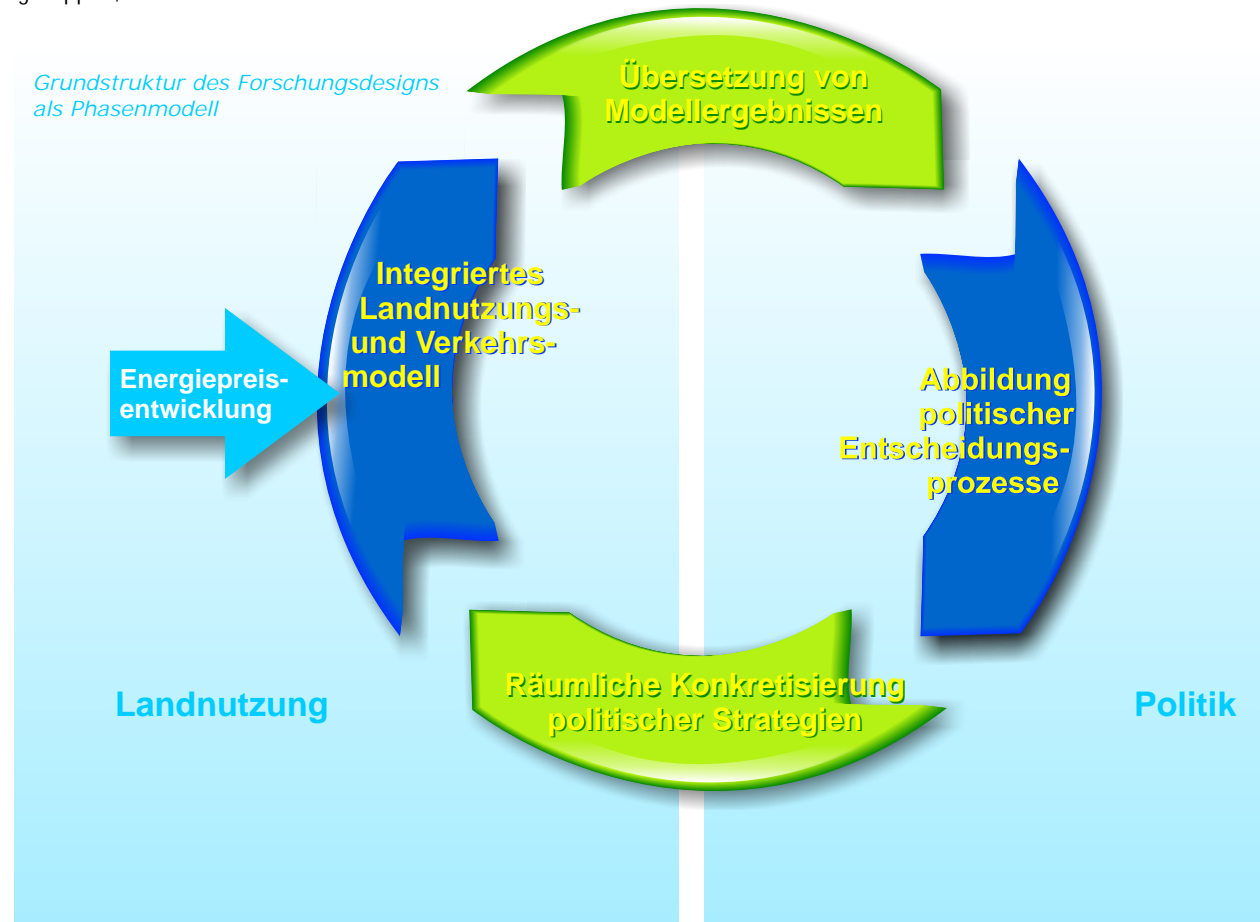 Grundstruktur des Forschungsdesigns
als Phasenmodell
Übersetzung von
Modellergebnissen
Integriertes
Landnutzungs-
und Verkehrs-
modell
Energiepreis-
entwicklung
Abbildung
politischer
Entscheidungs-
prozesse
Räumliche Konkretisierung
politischer Strategien
Landnutzung
Politik